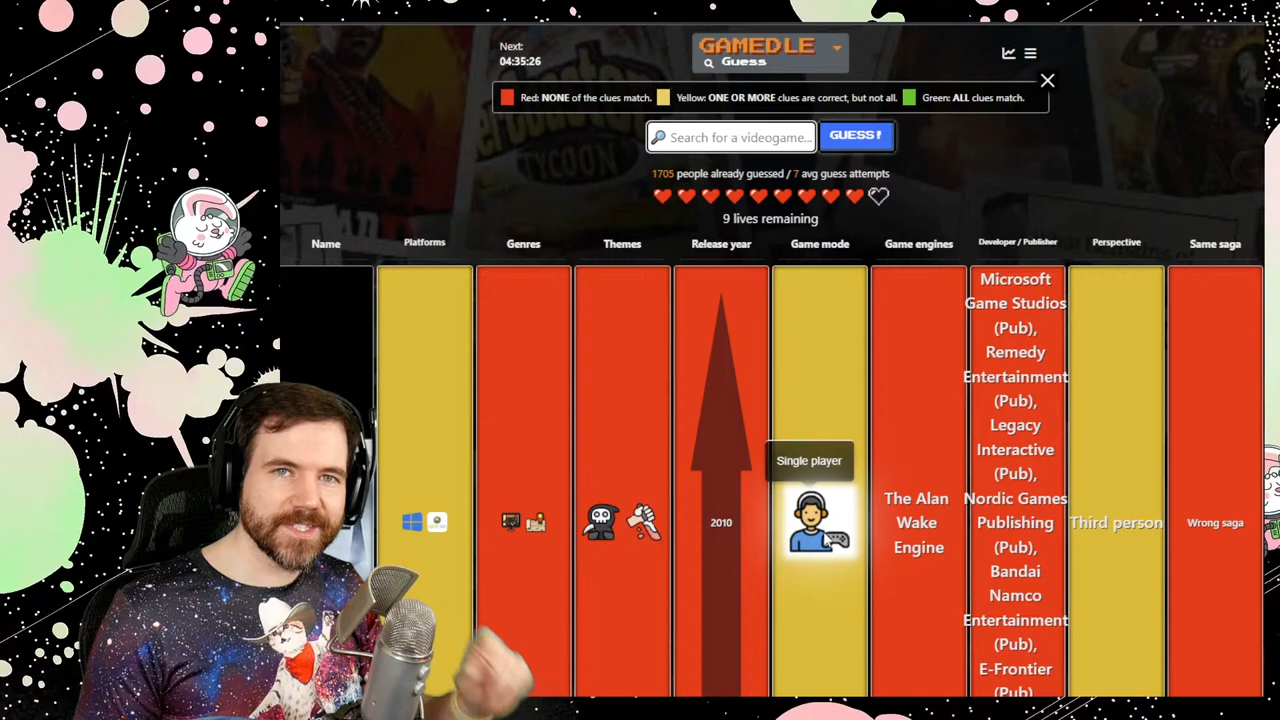 Next:
04:35:26
GAMEDLE
Guess
Red: NONE of the clues match.
Yellow: ONE OR MORE clues are correct, but not all.
Green: ALL clues match.
Search for a videogame...
GUESS!
1705 people already guessed / 7 avg guess attempts
9 lives remaining
Name
Platforms
Genres
Themes
Release year
Game mode
Game engines
Developer / Publisher
Perspective
Same saga
2010
Single player
The Alan
Wake
Engine
Microsoft
Game Studios
(Pub),
Remedy
Entertainment
(Pub),
Legacy
Interactive
(Pub),
Nordic Games
Publishing
(Pub),
Bandai
Namco
Entertainment
(Pub),
E-Frontier
(Pub)
Third person
Wrong saga
TYCOON